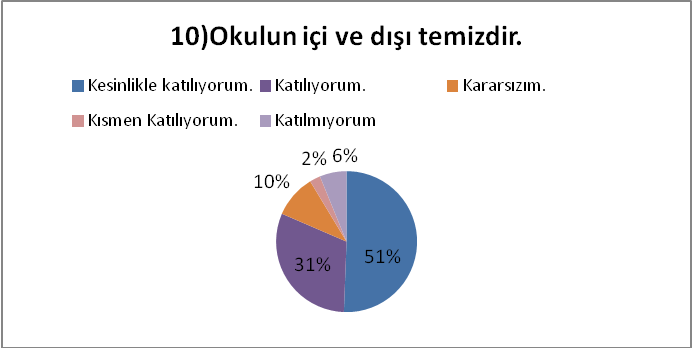 10)Okulun içi ve dışı temizdir.
Kesinlikle katılıyorum. Katılıyorum. Kararsızım.
Kısmen Katılıyorum. Katılmıyorum
2% 6%
10%
31% 51%